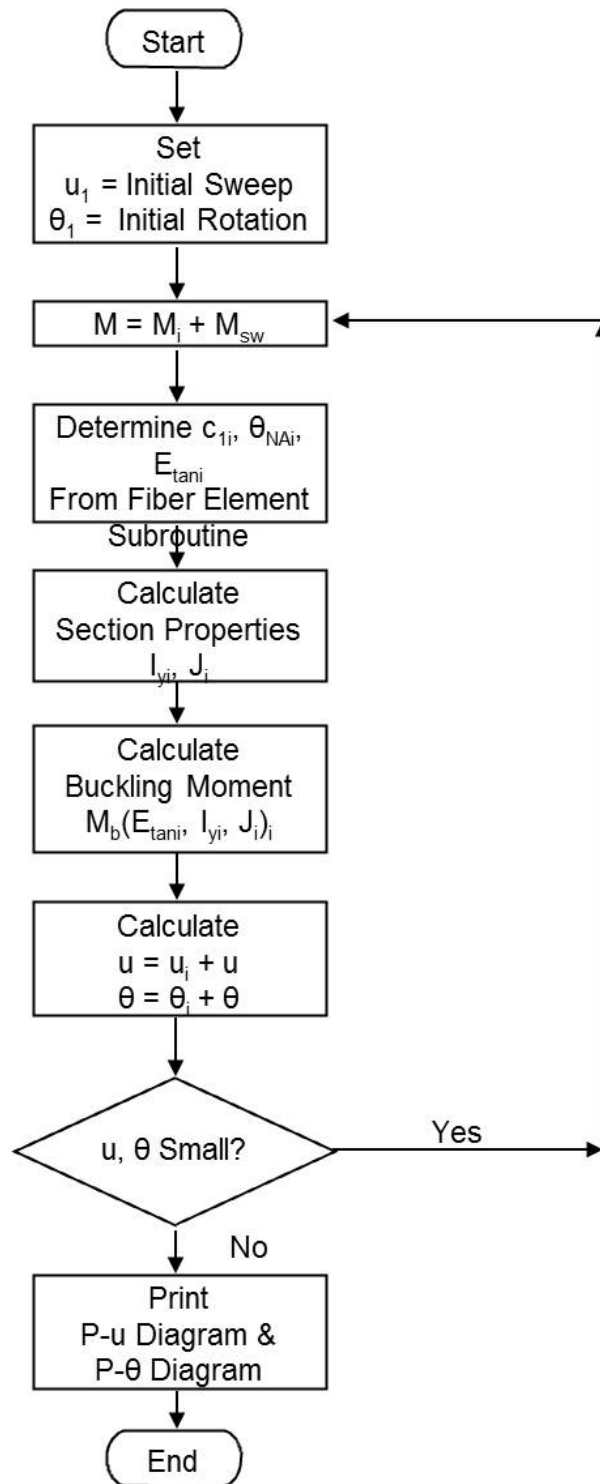 Start
Set
u₁ = Initial Sweep
θ₁ = Initial Rotation
M = Mᵢ + Mₛw
Determine c₁ᵢ, θNAi,
Etani
From Fiber Element
Subroutine
Calculate
Section Properties
Iyi, Jᵢ
Calculate
Buckling Moment
Mb(Etani, Iyi, Jᵢ)ᵢ
Calculate
u = uᵢ + u
θ = θᵢ + θ
u, θ Small?
Yes
No
Print
P-u Diagram &
P-θ Diagram
End